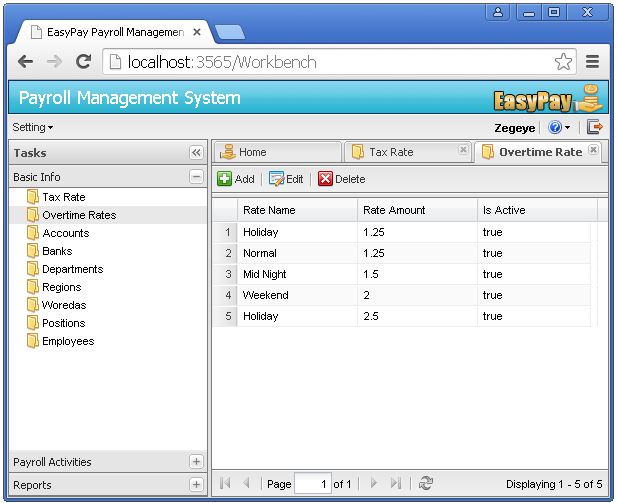 EasyPay Payroll Managemen
localhost:3565/Workbench
Payroll Management System
EasyPay
Setting
Zegeye
Tasks
Home
Tax Rate
Overtime Rate
Basic Info
Add
Edit
Delete
Tax Rate
Overtime Rates
Accounts
Banks
Departments
Regions
Woredas
Positions
Employees
Rate Name Rate Amount Is Active
1 Holiday 1.25 true
2 Normal 1.25 true
3 Mid Night 1.5 true
4 Weekend 2 true
5 Holiday 2.5 true
Payroll Activities
Reports
Page 1 of 1
Displaying 1 - 5 of 5